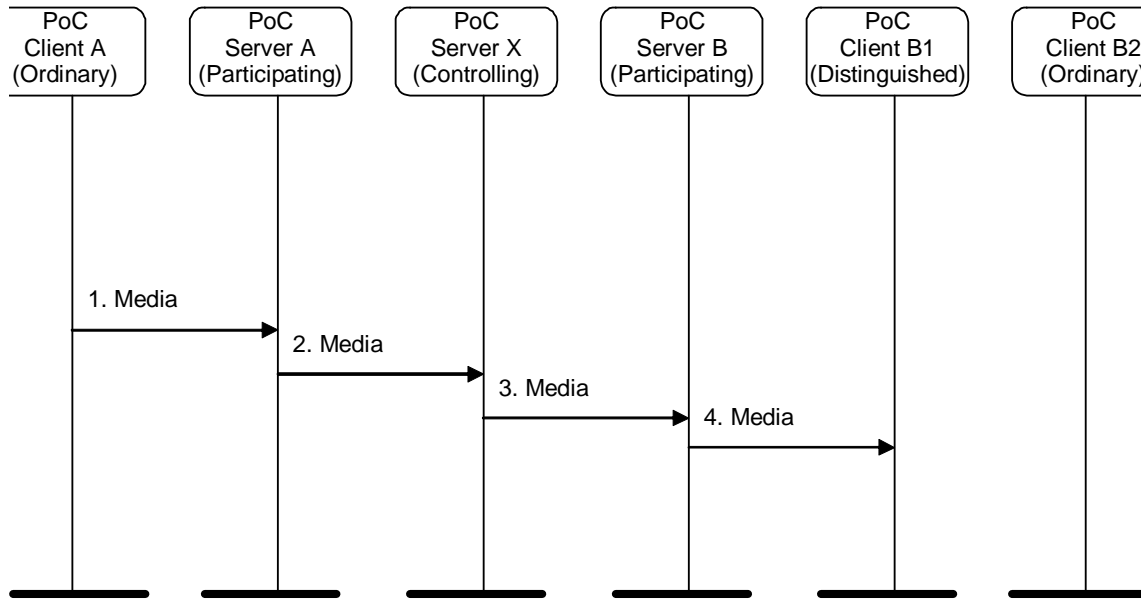 PoC
Client A
(Ordinary)
PoC
Server A
(Participating)
PoC
Server X
(Controlling)
PoC
Server B
(Participating)
PoC
Client B1
(Distinguished)
PoC
Client B2
(Ordinary)
1. Media
2. Media
3. Media
4. Media